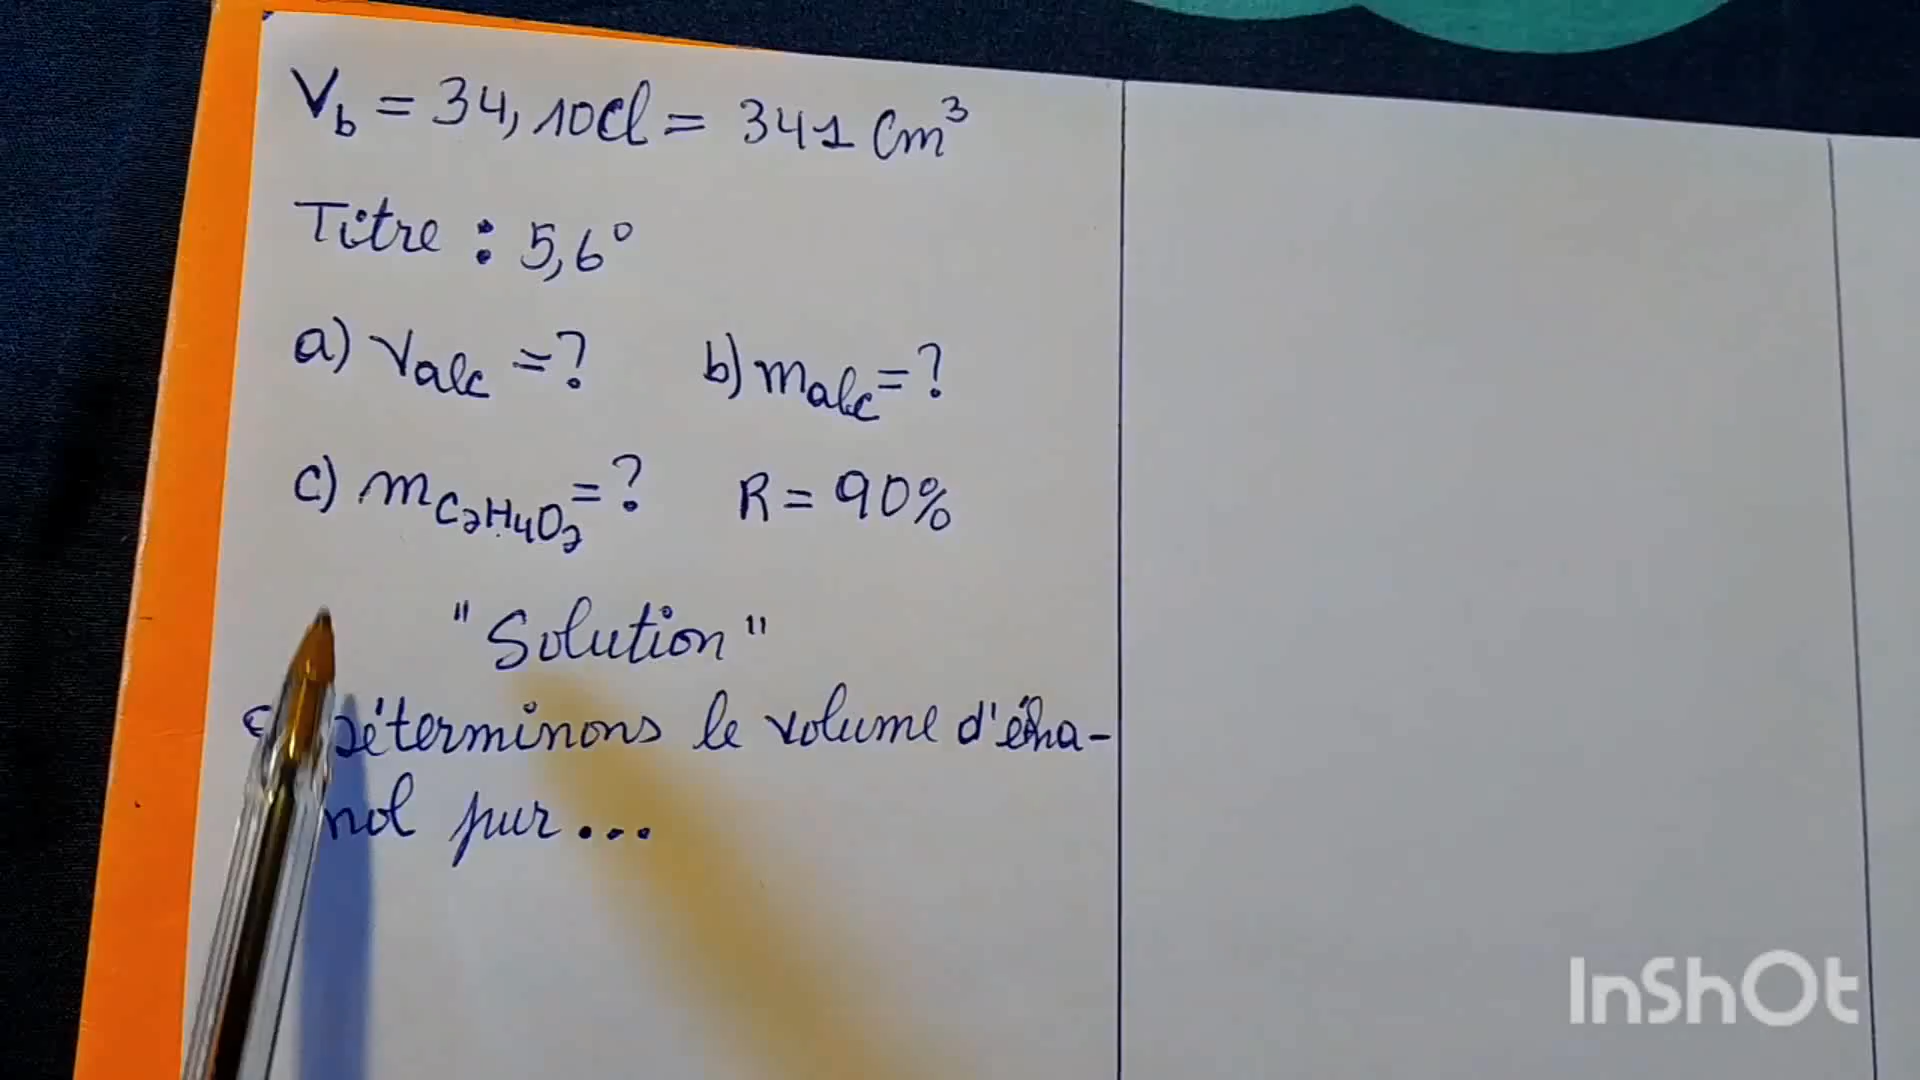 Vb = 34,10Cl = 341 Cm³
Titre : 5,6°
a) Valc = ? b) malc = ?
c) mC₂H₄O₂ = ? R = 90%
"Solution"
déterminons le volume d'étha-
nol pur...
InShOt